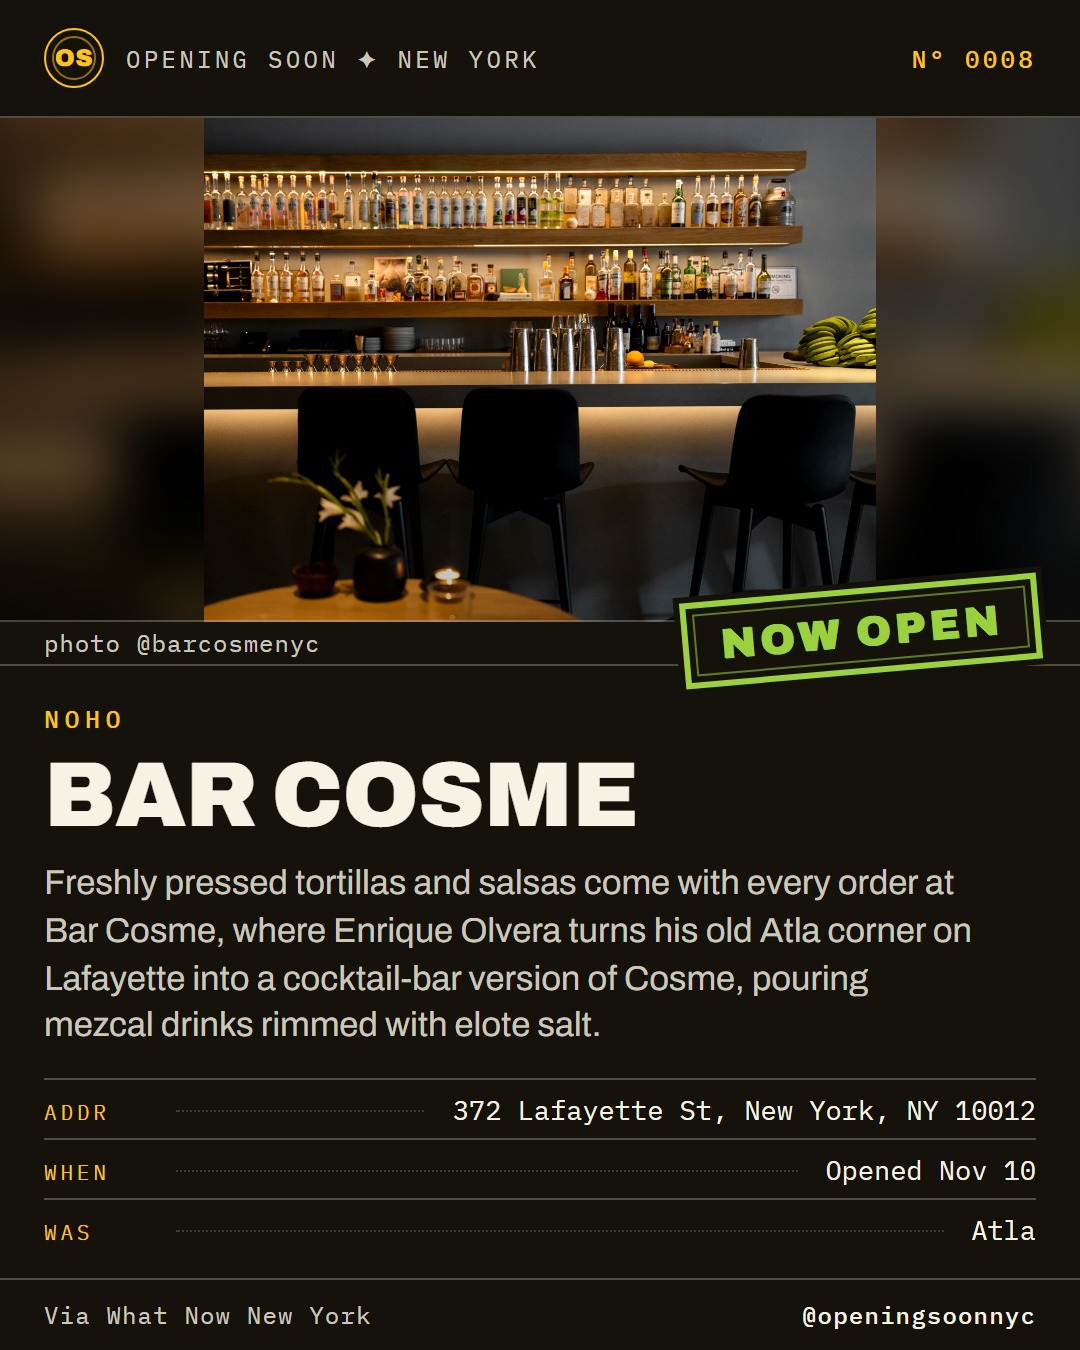 OS
OPENING SOON ✦ NEW YORK
N° 0008
photo @barcosmenyc
NOW OPEN
NOHO
BAR COSME
Freshly pressed tortillas and salsas come with every order at
Bar Cosme, where Enrique Olvera turns his old Atla corner on
Lafayette into a cocktail-bar version of Cosme, pouring
mezcal drinks rimmed with elote salt.
ADDR 372 Lafayette St, New York, NY 10012
WHEN Opened Nov 10
WAS Atla
Via What Now New York
@openingsoonnyc